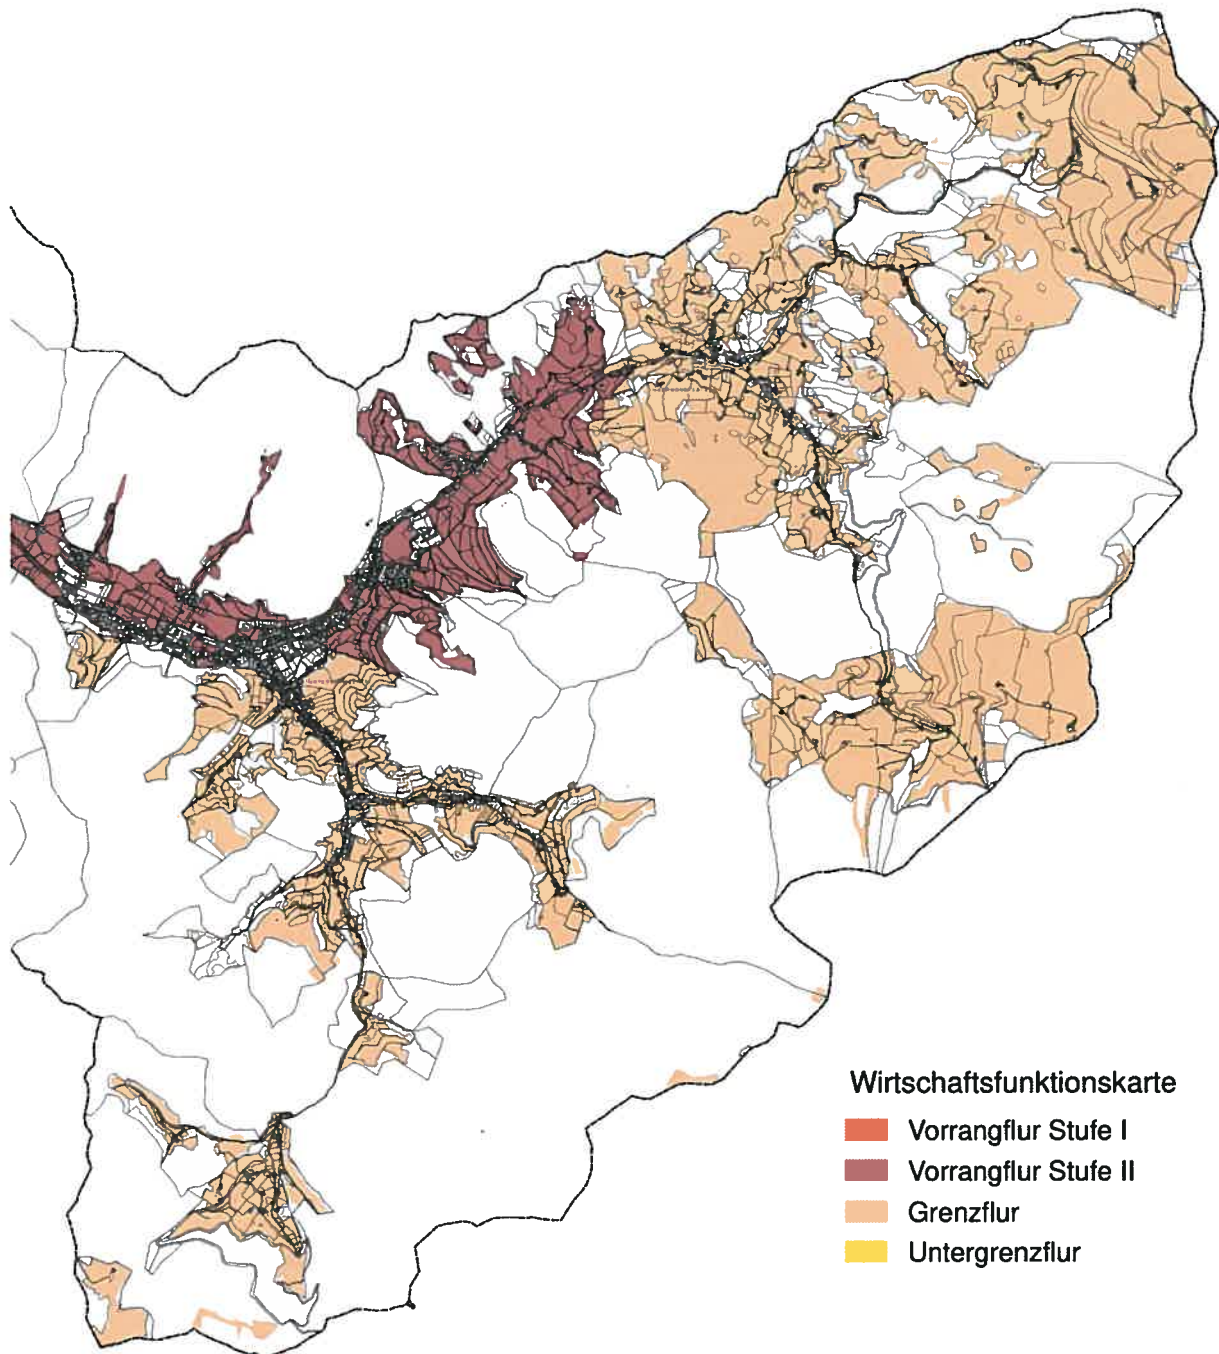 Wirtschaftsfunktionskarte
Vorrangflur Stufe I
Vorrangflur Stufe II
Grenzflur
Untergrenzflur